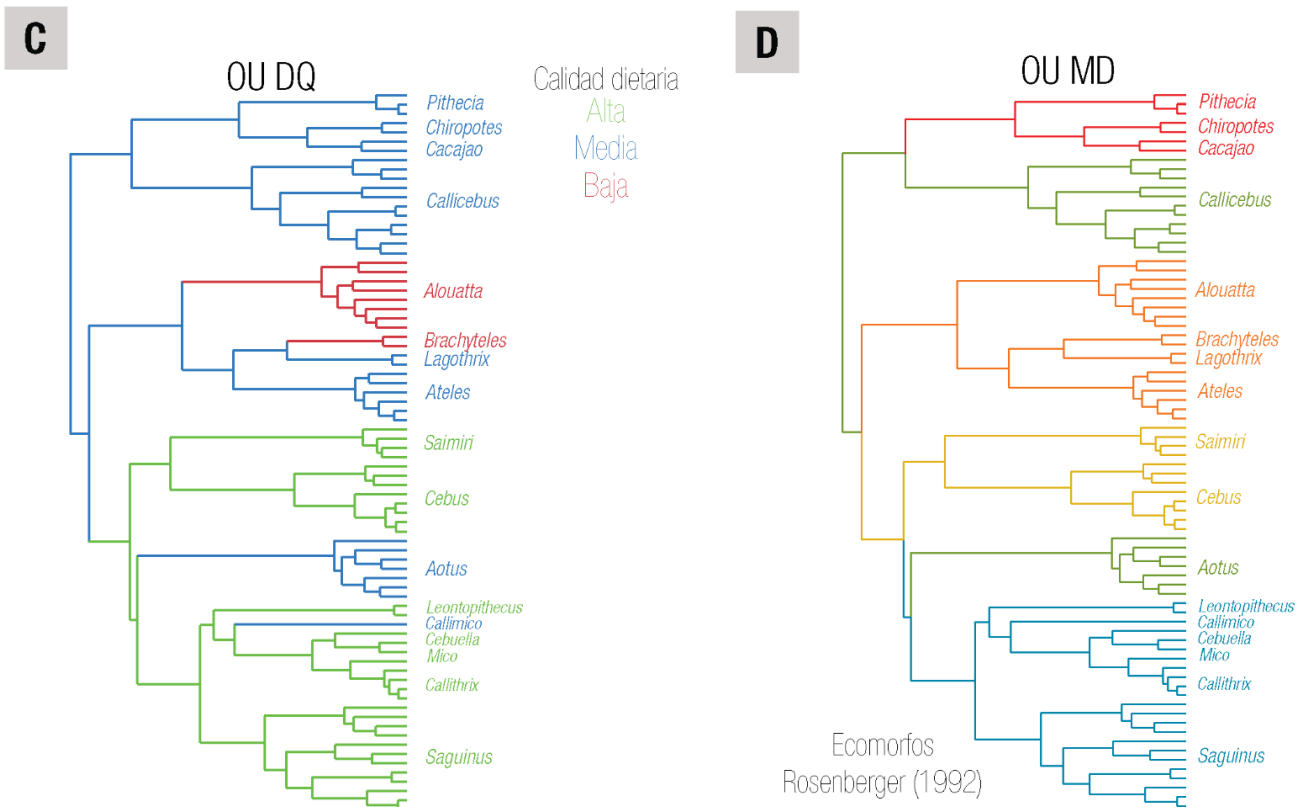 C
OU DQ
Calidad dietaria
Alta
Media
Baja
Pithecia
Chiropotes
Cacajao
Callicebus
Alouatta
Brachyteles
Lagothrix
Ateles
Saimiri
Cebus
Aotus
Leontopithecus
Callimico
Cebuella
Mico
Callithrix
Saguinus
D
OU MD
Pithecia
Chiropotes
Cacajao
Callicebus
Alouatta
Brachyteles
Lagothrix
Ateles
Saimiri
Cebus
Aotus
Leontopithecus
Callimico
Cebuella
Mico
Callithrix
Saguinus
Ecomorfos
Rosenberger (1992)